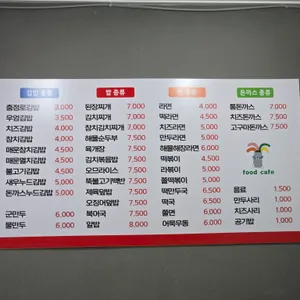 김밥 종류
충정로김밥 3,000
우엉김밥 3,500
치즈김밥 4,000
참치김밥 4,000
매운참치김밥 4,500
매운멸치김밥 4,500
불고기김밥 4,500
새우누드김밥 5,000
돈까스누드김밥 5,000
군만두 6,000
물만두 6,000
밥 종류
된장찌개 7,000
김치찌개 7,000
참치김치찌개 7,000
해물순두부 7,500
육개장 7,500
김치볶음밥 7,500
오므라이스 7,500
뚝불고기백반 7,500
제육덮밥 7,500
오징어덮밥 7,500
북어국 7,500
알밥 8,000
면 종류
라면 4,000
떡라면 4,500
치즈라면 5,000
만두라면 5,000
해물해장라면 6,000
떡볶이 4,500
라볶이 5,500
쫄떡볶이 5,500
떡만두국 6,500
떡국 6,500
쫄면 6,000
어묵우동 6,000
돈까스 종류
통돈까스 7,000
치즈돈까스 7,500
고구마돈까스 7,500
food cafe
음료 1,500
만두사리 1,000
치즈사리 1,000
공기밥 1,000